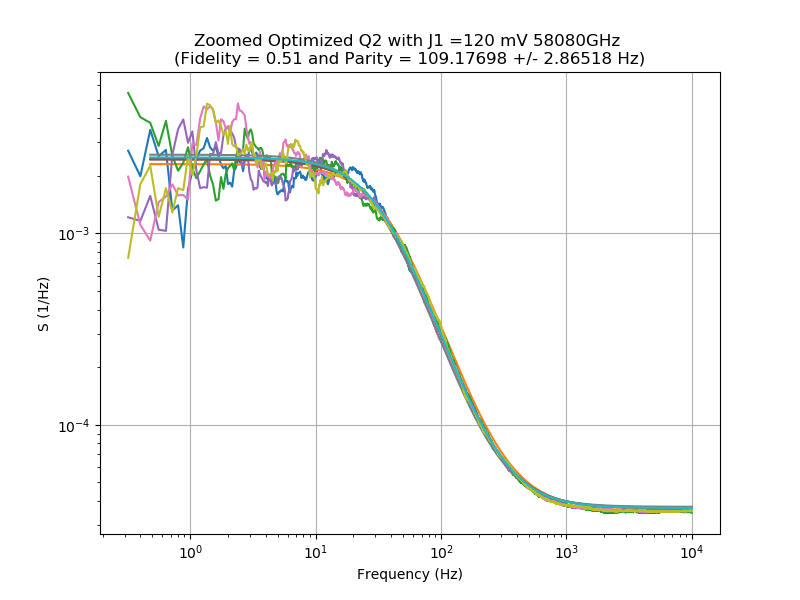 Zoomed Optimized Q2 with J1 =120 mV 58080GHz
(Fidelity = 0.51 and Parity = 109.17698 +/- 2.86518 Hz)
S (1/Hz)
10⁻³
10⁻⁴
10⁰ 10¹ 10² 10³ 10⁴
Frequency (Hz)